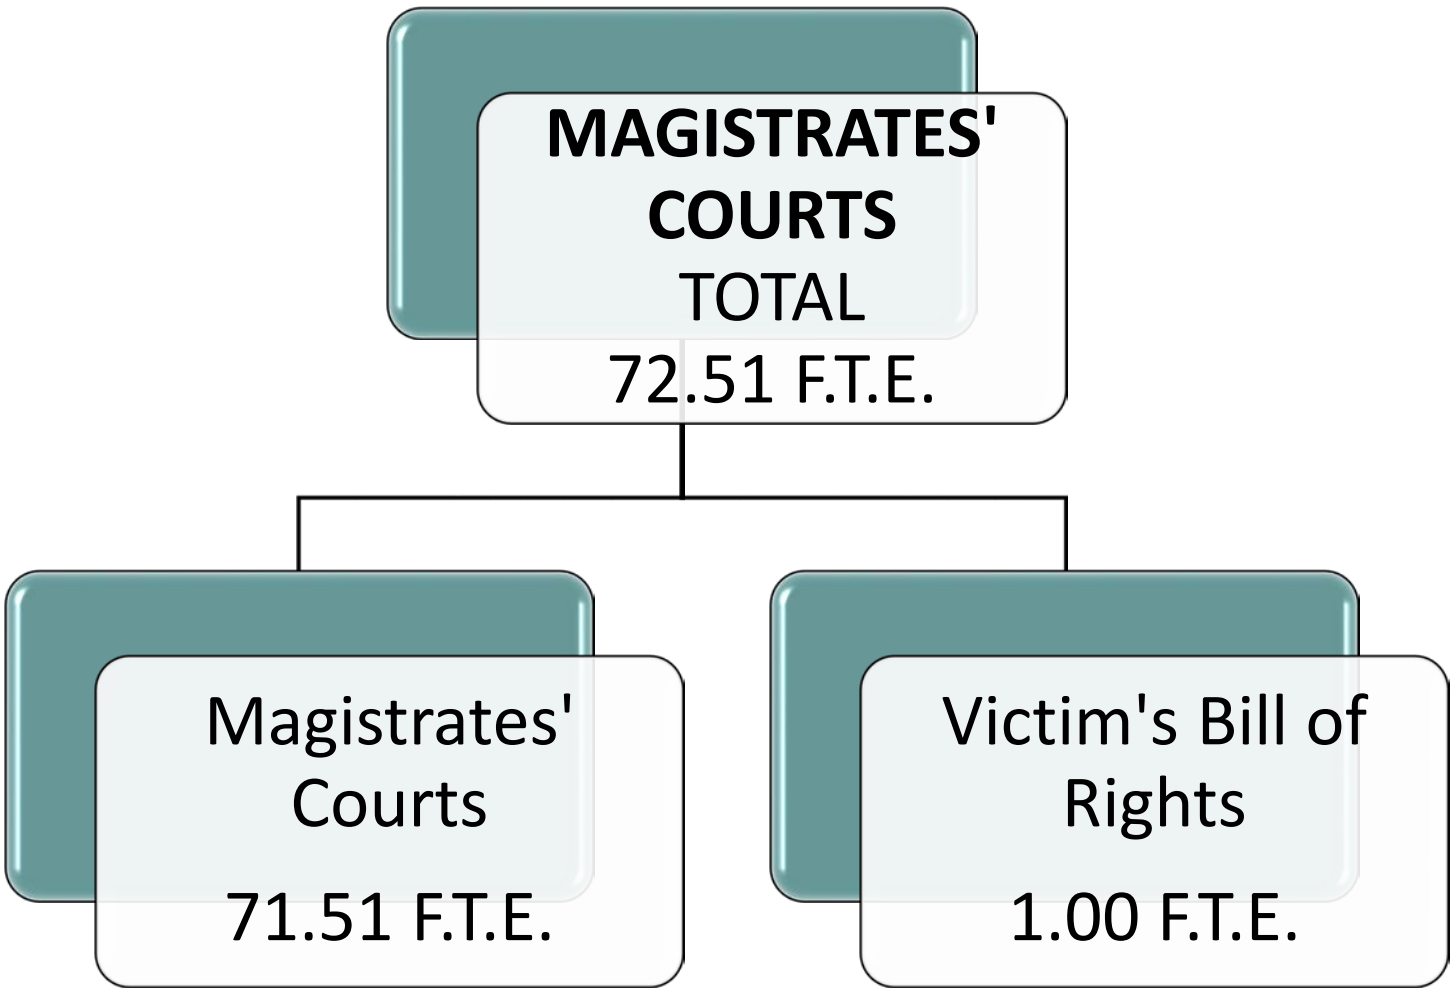 MAGISTRATES'
COURTS
TOTAL
72.51 F.T.E.
Magistrates'
Courts
71.51 F.T.E.
Victim's Bill of
Rights
1.00 F.T.E.